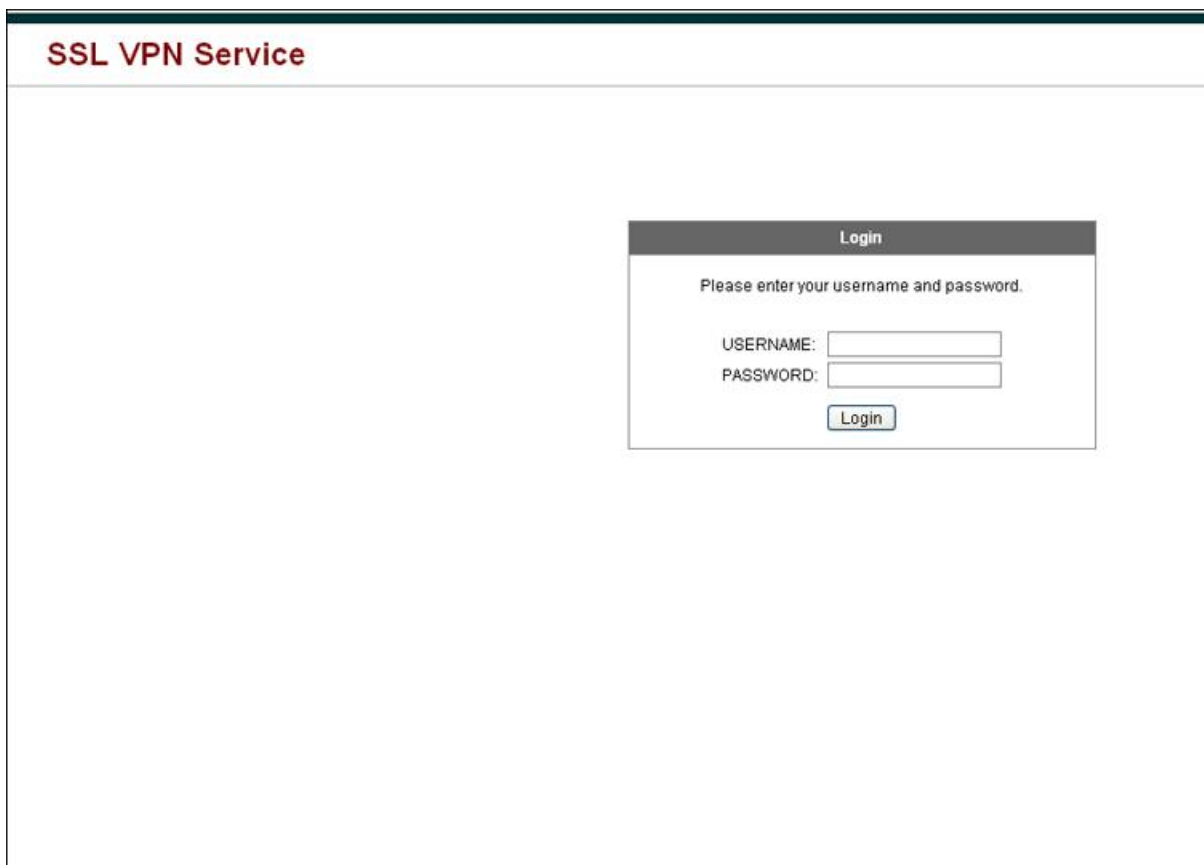 SSL VPN Service
Login
Please enter your username and password.
USERNAME:
PASSWORD:
Login